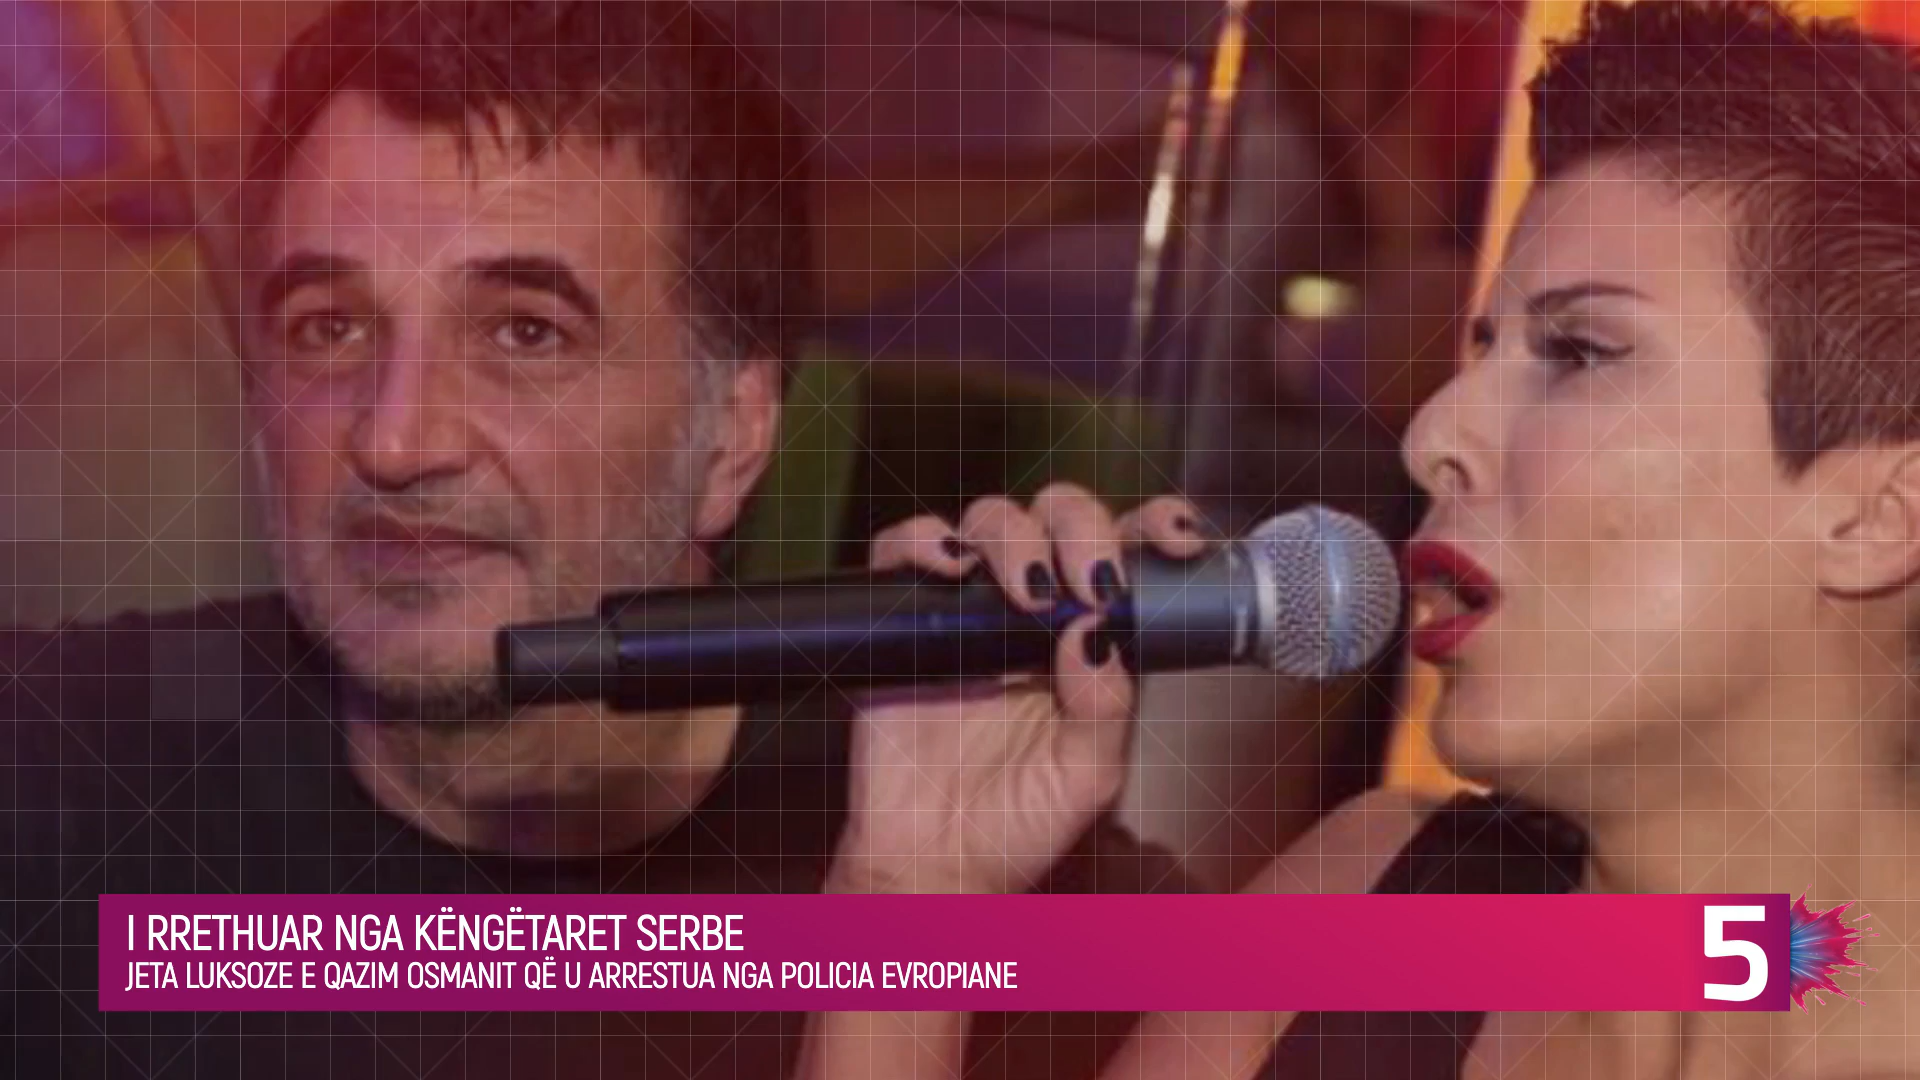 I RRETHUAR NGA KËNGËTARET SERBE
JETA LUKSOZE E QAZIM OSMANIT QË U ARRESTUA NGA POLICIA EVROPIANE
5